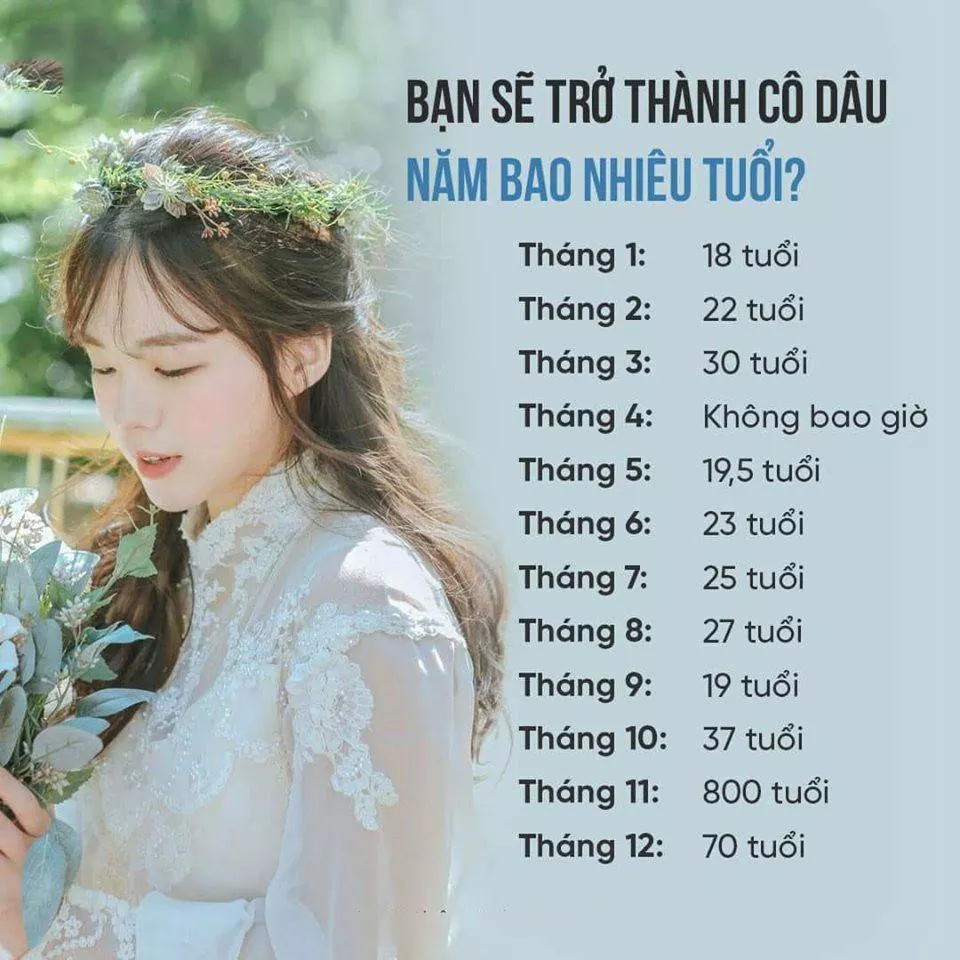 BẠN SẼ TRỞ THÀNH CÔ DÂU
NĂM BAO NHIÊU TUỔI?
Tháng 1: 18 tuổi
Tháng 2: 22 tuổi
Tháng 3: 30 tuổi
Tháng 4: Không bao giờ
Tháng 5: 19,5 tuổi
Tháng 6: 23 tuổi
Tháng 7: 25 tuổi
Tháng 8: 27 tuổi
Tháng 9: 19 tuổi
Tháng 10: 37 tuổi
Tháng 11: 800 tuổi
Tháng 12: 70 tuổi